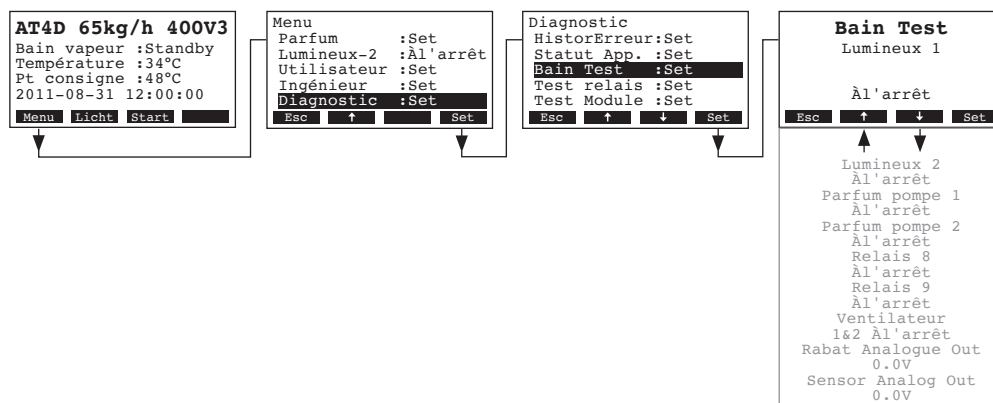 AT4D 65kg/h 400V3
Bain vapeur :Standby
Température :34°C
Pt consigne :48°C
2011-08-31 12:00:00
Menu Licht Start
Menu
Parfum :Set
Lumineux-2 :Àl'arrêt
Utilisateur :Set
Ingénieur :Set
Diagnostic :Set
Esc ↑ Set
Diagnostic
HistorErreur:Set
Statut App. :Set
Bain Test :Set
Test relais :Set
Test Module :Set
Esc ↑ ↓ Set
Bain Test
Lumineux 1
Àl'arrêt
Esc ↑ ↓ Set
Lumineux 2
Àl'arrêt
Parfum pompe 1
Àl'arrêt
Parfum pompe 2
Àl'arrêt
Relais 8
Àl'arrêt
Relais 9
Àl'arrêt
Ventilateur
1&2 Àl'arrêt
Rabat Analogue Out
0.0V
Sensor Analog Out
0.0V